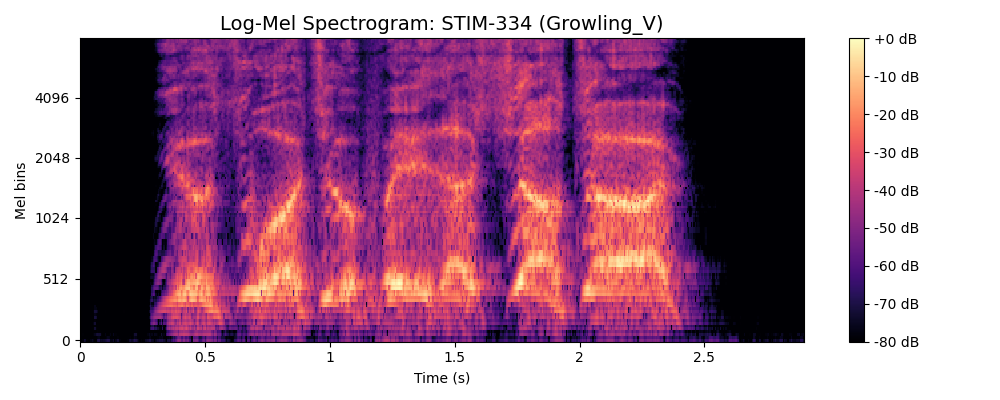 Log-Mel Spectrogram: STIM-334 (Growling_V)
Mel bins
4096
2048
1024
512
0
0
0.5
1
1.5
2
2.5
Time (s)
+0 dB
-10 dB
-20 dB
-30 dB
-40 dB
-50 dB
-60 dB
-70 dB
-80 dB